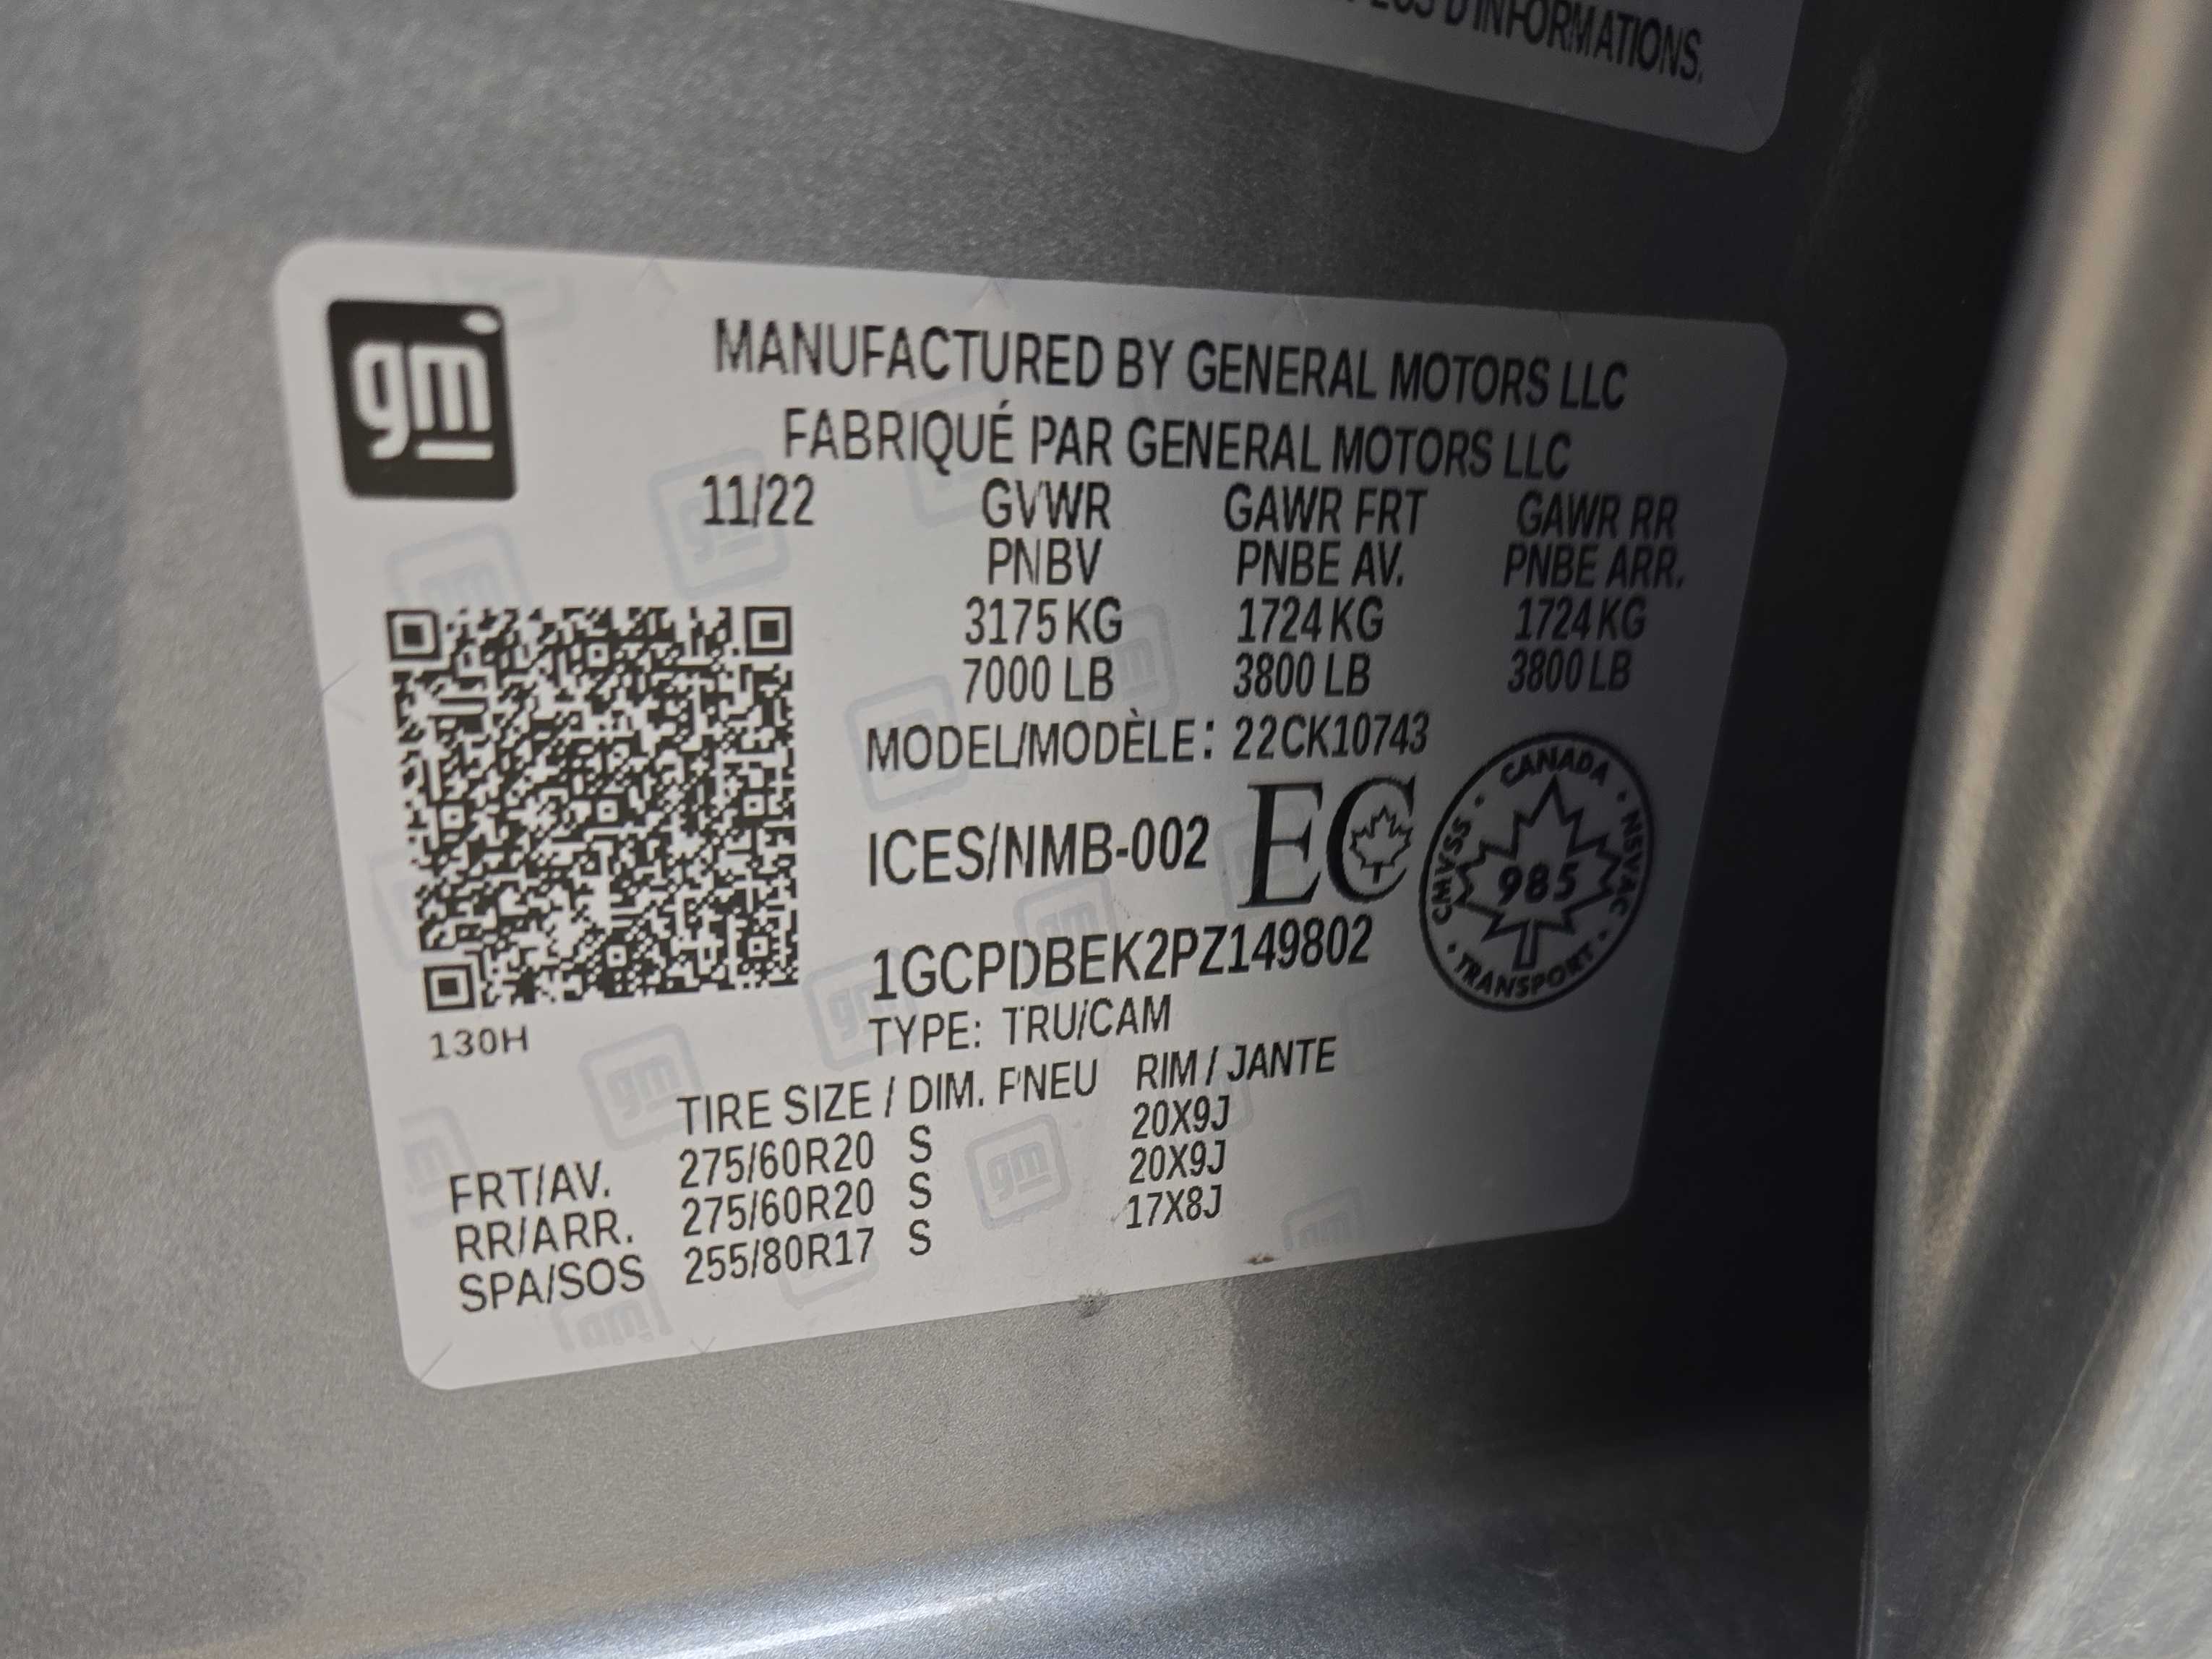 D'INFORMATIONS.
gm
MANUFACTURED BY GENERAL MOTORS LLC
FABRIQUÉ PAR GENERAL MOTORS LLC
11/22 GVWR GAWR FRT GAWR RR
PNBV PNBE AV. PNBE ARR.
3175 KG 1724 KG 1724 KG
7000 LB 3800 LB 3800 LB
MODEL/MODÈLE: 22CK10743
ICES/NMB-002 EC
CANADA · NSVAC · TRANSPORT · CMVSS ·
985
1GCPDBEK2PZ149802
130H
TYPE: TRU/CAM
TIRE SIZE / DIM. PNEU RIM / JANTE
FRT/AV. 275/60R20 S 20X9J
RR/ARR. 275/60R20 S 20X9J
SPA/SOS 255/80R17 S 17X8J